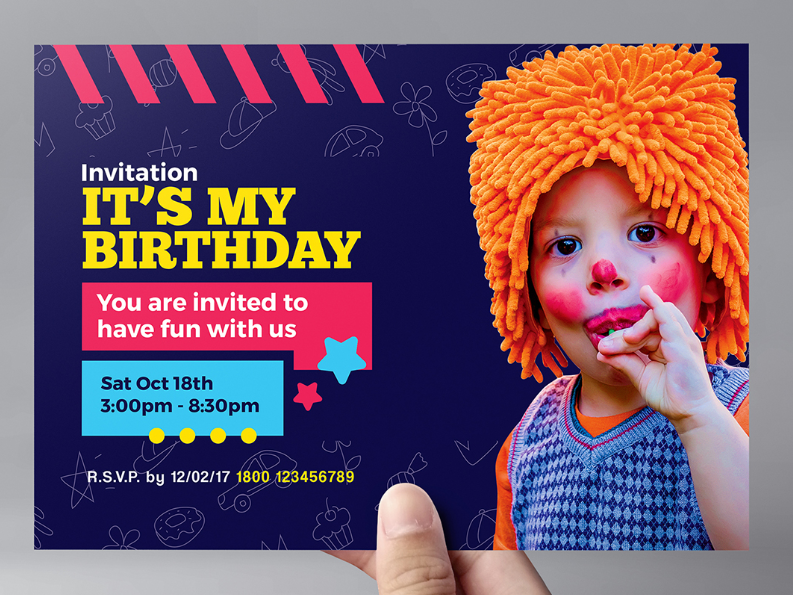 Invitation
IT'S MY
BIRTHDAY
You are invited to
have fun with us
Sat Oct 18th
3:00pm - 8:30pm
R.S.V.P. by 12/02/17 1800 123456789